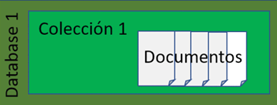 Database 1
Colección 1
Documentos